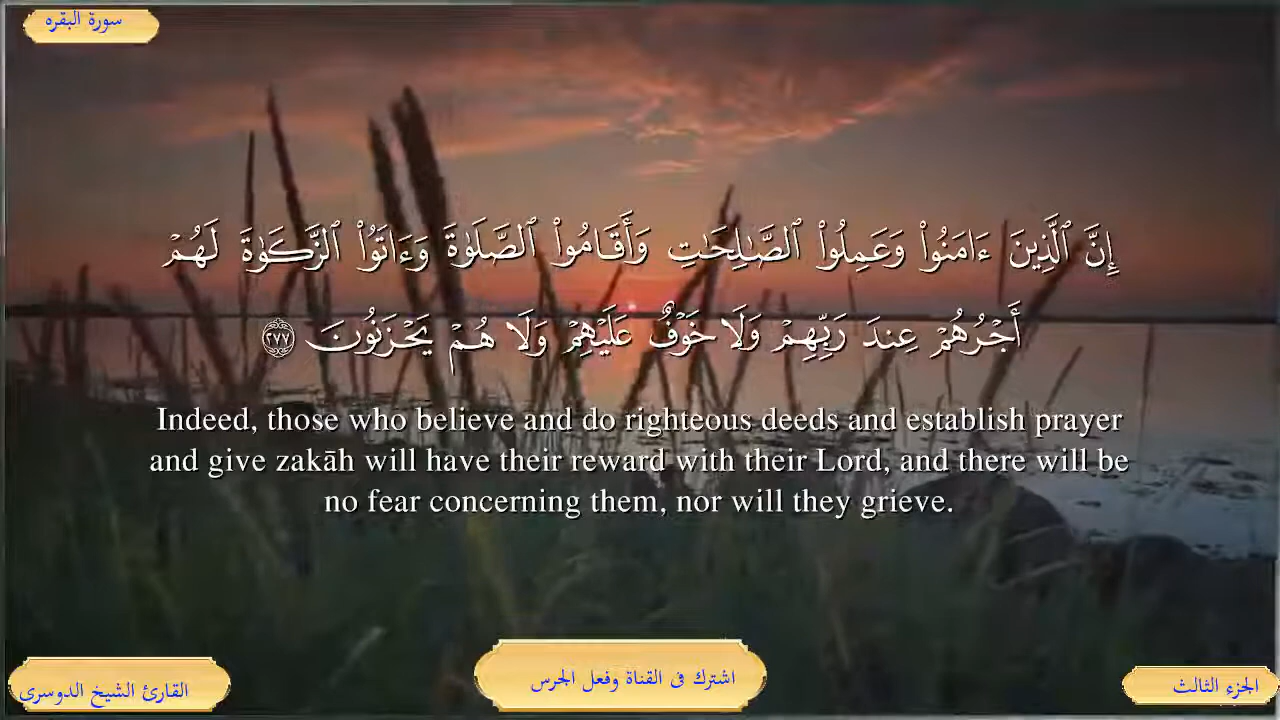 سورة البقره
إِنَّ ٱلَّذِينَ ءَامَنُوا۟ وَعَمِلُوا۟ ٱلصَّـٰلِحَـٰتِ وَأَقَامُوا۟ ٱلصَّلَوٰةَ وَءَاتَوُا۟ ٱلزَّكَوٰةَ لَهُمْ
أَجْرُهُمْ عِندَ رَبِّهِمْ وَلَا خَوْفٌ عَلَيْهِمْ وَلَا هُمْ يَحْزَنُونَ ٢٧٧
Indeed, those who believe and do righteous deeds and establish prayer
and give zakāh will have their reward with their Lord, and there will be
no fear concerning them, nor will they grieve.
القارئ الشيخ الدوسرى
اشترك فى القناة وفعل الجرس
الجزء الثالث